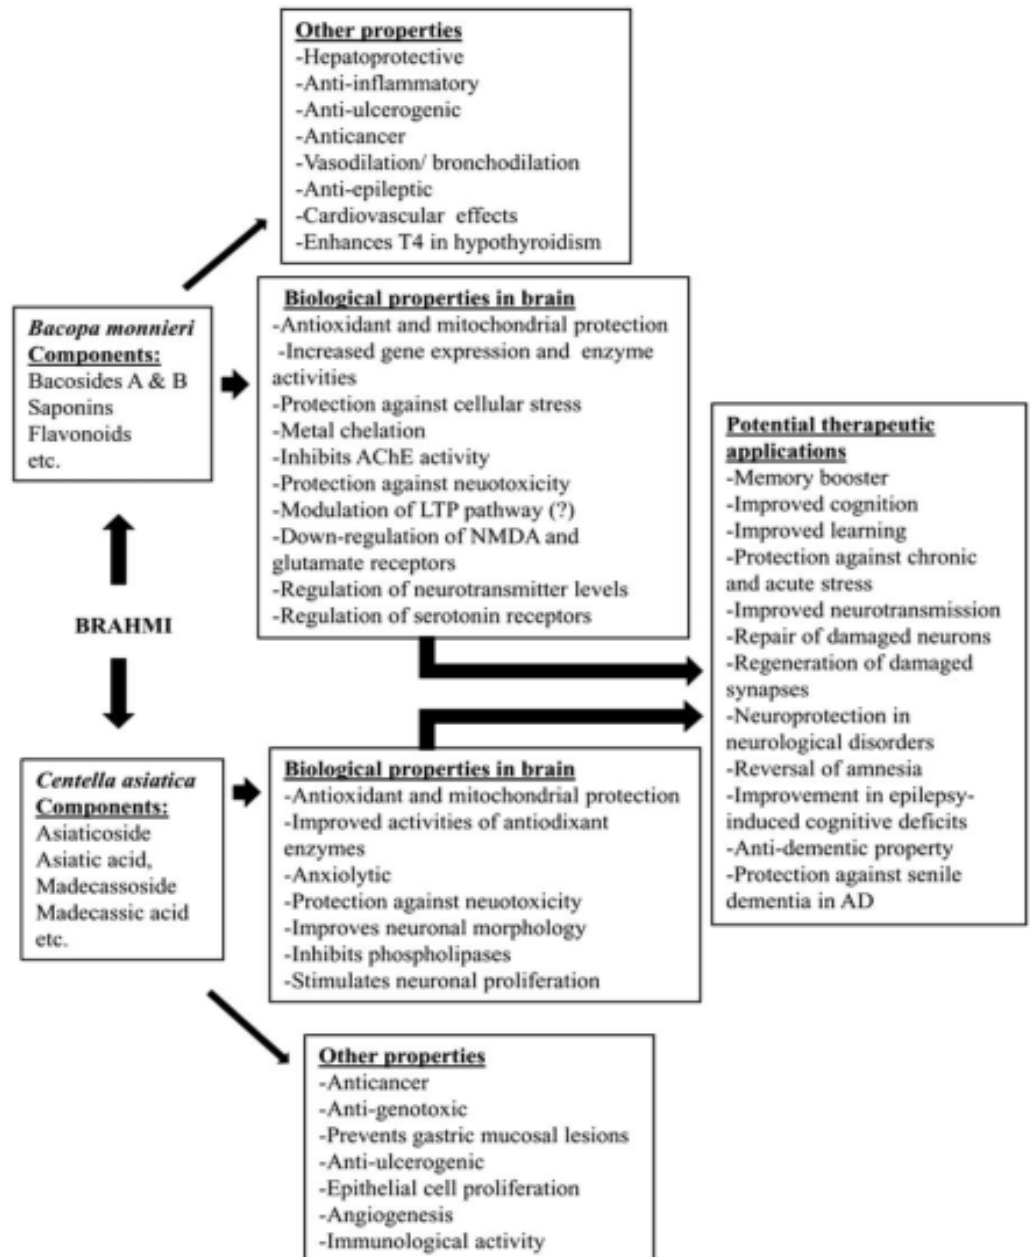 Other properties
-Hepatoprotective
-Anti-inflammatory
-Anti-ulcerogenic
-Anticancer
-Vasodilation/ bronchodilation
-Anti-epileptic
-Cardiovascular effects
-Enhances T4 in hypothyroidism
Bacopa monnieri
Components:
Bacosides A & B
Saponins
Flavonoids
etc.
Biological properties in brain
-Antioxidant and mitochondrial protection
-Increased gene expression and enzyme
activities
-Protection against cellular stress
-Metal chelation
-Inhibits AChE activity
-Protection against neuotoxicity
-Modulation of LTP pathway (?)
-Down-regulation of NMDA and
glutamate receptors
-Regulation of neurotransmitter levels
-Regulation of serotonin receptors
BRAHMI
Potential therapeutic
applications
-Memory booster
-Improved cognition
-Improved learning
-Protection against chronic
and acute stress
-Improved neurotransmission
-Repair of damaged neurons
-Regeneration of damaged
synapses
-Neuroprotection in
neurological disorders
-Reversal of amnesia
-Improvement in epilepsy-
induced cognitive deficits
-Anti-dementic property
-Protection against senile
dementia in AD
Centella asiatica
Components:
Asiaticoside
Asiatic acid,
Madecassoside
Madecassic acid
etc.
Biological properties in brain
-Antioxidant and mitochondrial protection
-Improved activities of antiodixant
enzymes
-Anxiolytic
-Protection against neuotoxicity
-Improves neuronal morphology
-Inhibits phospholipases
-Stimulates neuronal proliferation
Other properties
-Anticancer
-Anti-genotoxic
-Prevents gastric mucosal lesions
-Anti-ulcerogenic
-Epithelial cell proliferation
-Angiogenesis
-Immunological activity